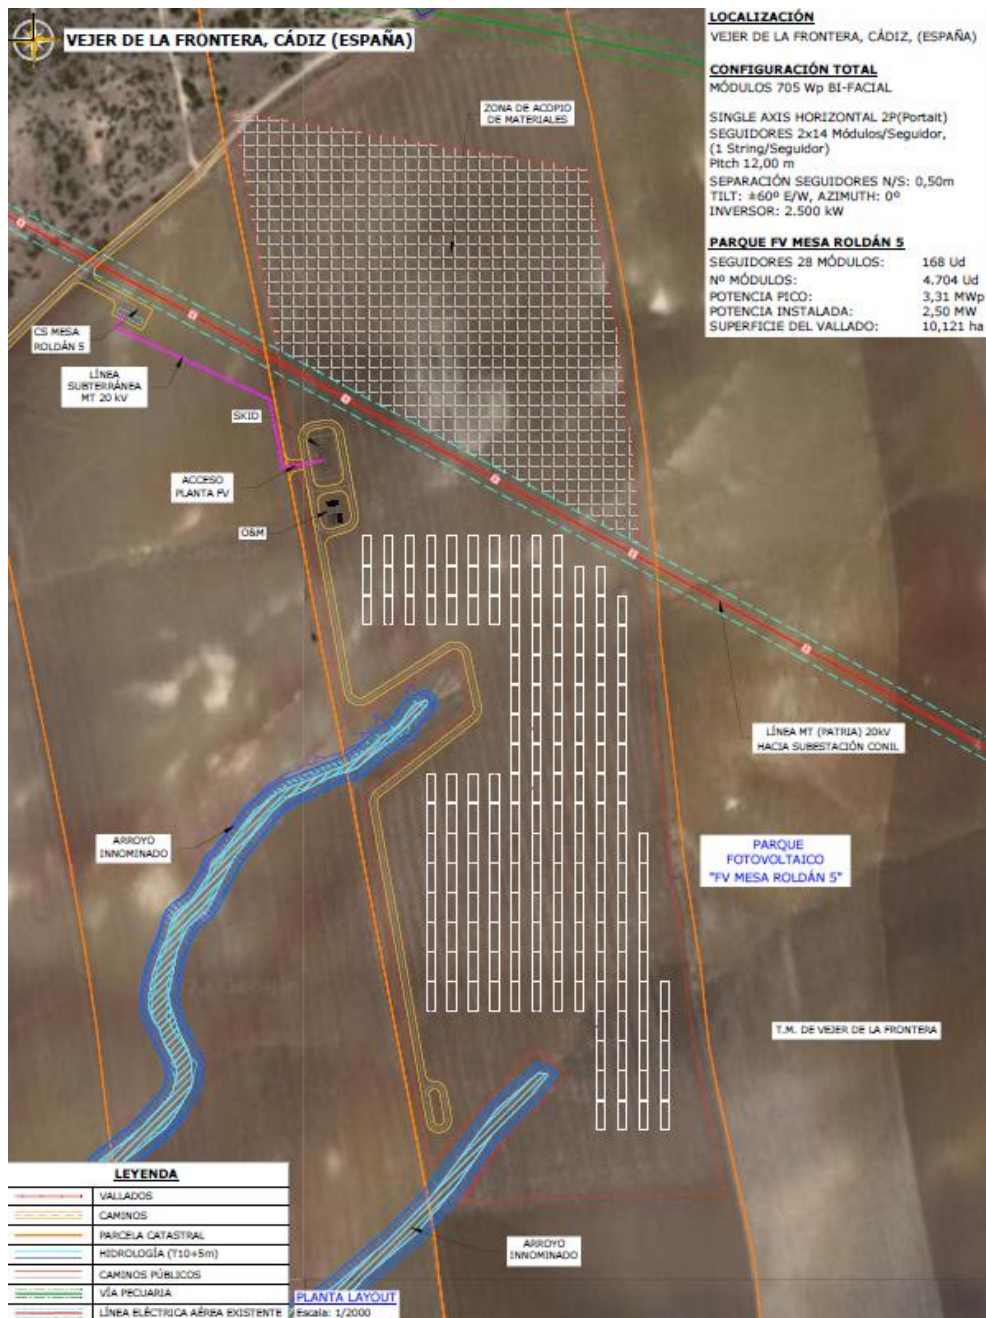 VEJER DE LA FRONTERA, CÁDIZ (ESPAÑA)
LOCALIZACIÓN
VEJER DE LA FRONTERA, CÁDIZ, (ESPAÑA)
CONFIGURACIÓN TOTAL
MÓDULOS 705 Wp BI-FACIAL
SINGLE AXIS HORIZONTAL 2P(Portait)
SEGUIDORES 2x14 Módulos/Seguidor,
(1 String/Seguidor)
Pitch 12,00 m
SEPARACIÓN SEGUIDORES N/S: 0,50m
TILT: ±60º E/W, AZIMUTH: 0º
INVERSOR: 2.500 kW
PARQUE FV MESA ROLDÁN 5
SEGUIDORES 28 MÓDULOS: 168 Ud
Nº MÓDULOS: 4.704 Ud
POTENCIA PICO: 3,31 MWp
POTENCIA INSTALADA: 2,50 MW
SUPERFICIE DEL VALLADO: 10,121 ha
ZONA DE ACOPIO
DE MATERIALES
CS MESA
ROLDÁN 5
LÍNEA
SUBTERRÁNEA
MT 20 kV
SKID
ACCESO
PLANTA FV
O&M
LÍNEA MT (PATRIA) 20kV
HACIA SUBESTACIÓN CONIL
ARROYO
INNOMINADO
PARQUE
FOTOVOLTAICO
"FV MESA ROLDÁN 5"
T.M. DE VEJER DE LA FRONTERA
ARROYO
INNOMINADO
LEYENDA
VALLADOS
CAMINOS
PARCELA CATASTRAL
HIDROLOGÍA (T10+5m)
CAMINOS PÚBLICOS
VÍA PECUARIA
LÍNEA ELÉCTRICA AÉREA EXISTENTE
PLANTA LAYOUT
Escala: 1/2000